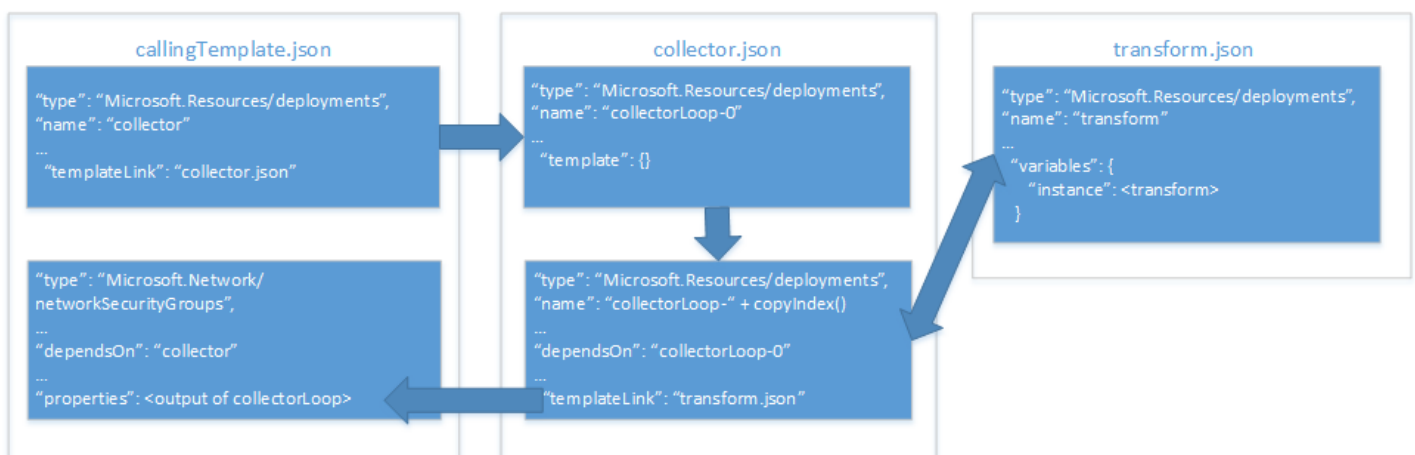 callingTemplate.json
“type”: “Microsoft.Resources/deployments”,
“name”: “collector”
...
“templateLink”: “collector.json”
“type”: “Microsoft.Network/
networkSecurityGroups”,
...
“dependsOn”: “collector”
...
“properties”: <output of collectorLoop>
collector.json
“type”: “Microsoft.Resources/deployments”,
“name”: “collectorLoop-0”
...
“template”: {}
“type”: “Microsoft.Resources/deployments”,
“name”: “collectorLoop-“ + copyIndex()
...
“dependsOn”: “collectorLoop-0”
...
“templateLink”: “transform.json”
transform.json
“type”: “Microsoft.Resources/deployments”,
“name”: “transform”
...
“variables”: {
“instance”: <transform>
}